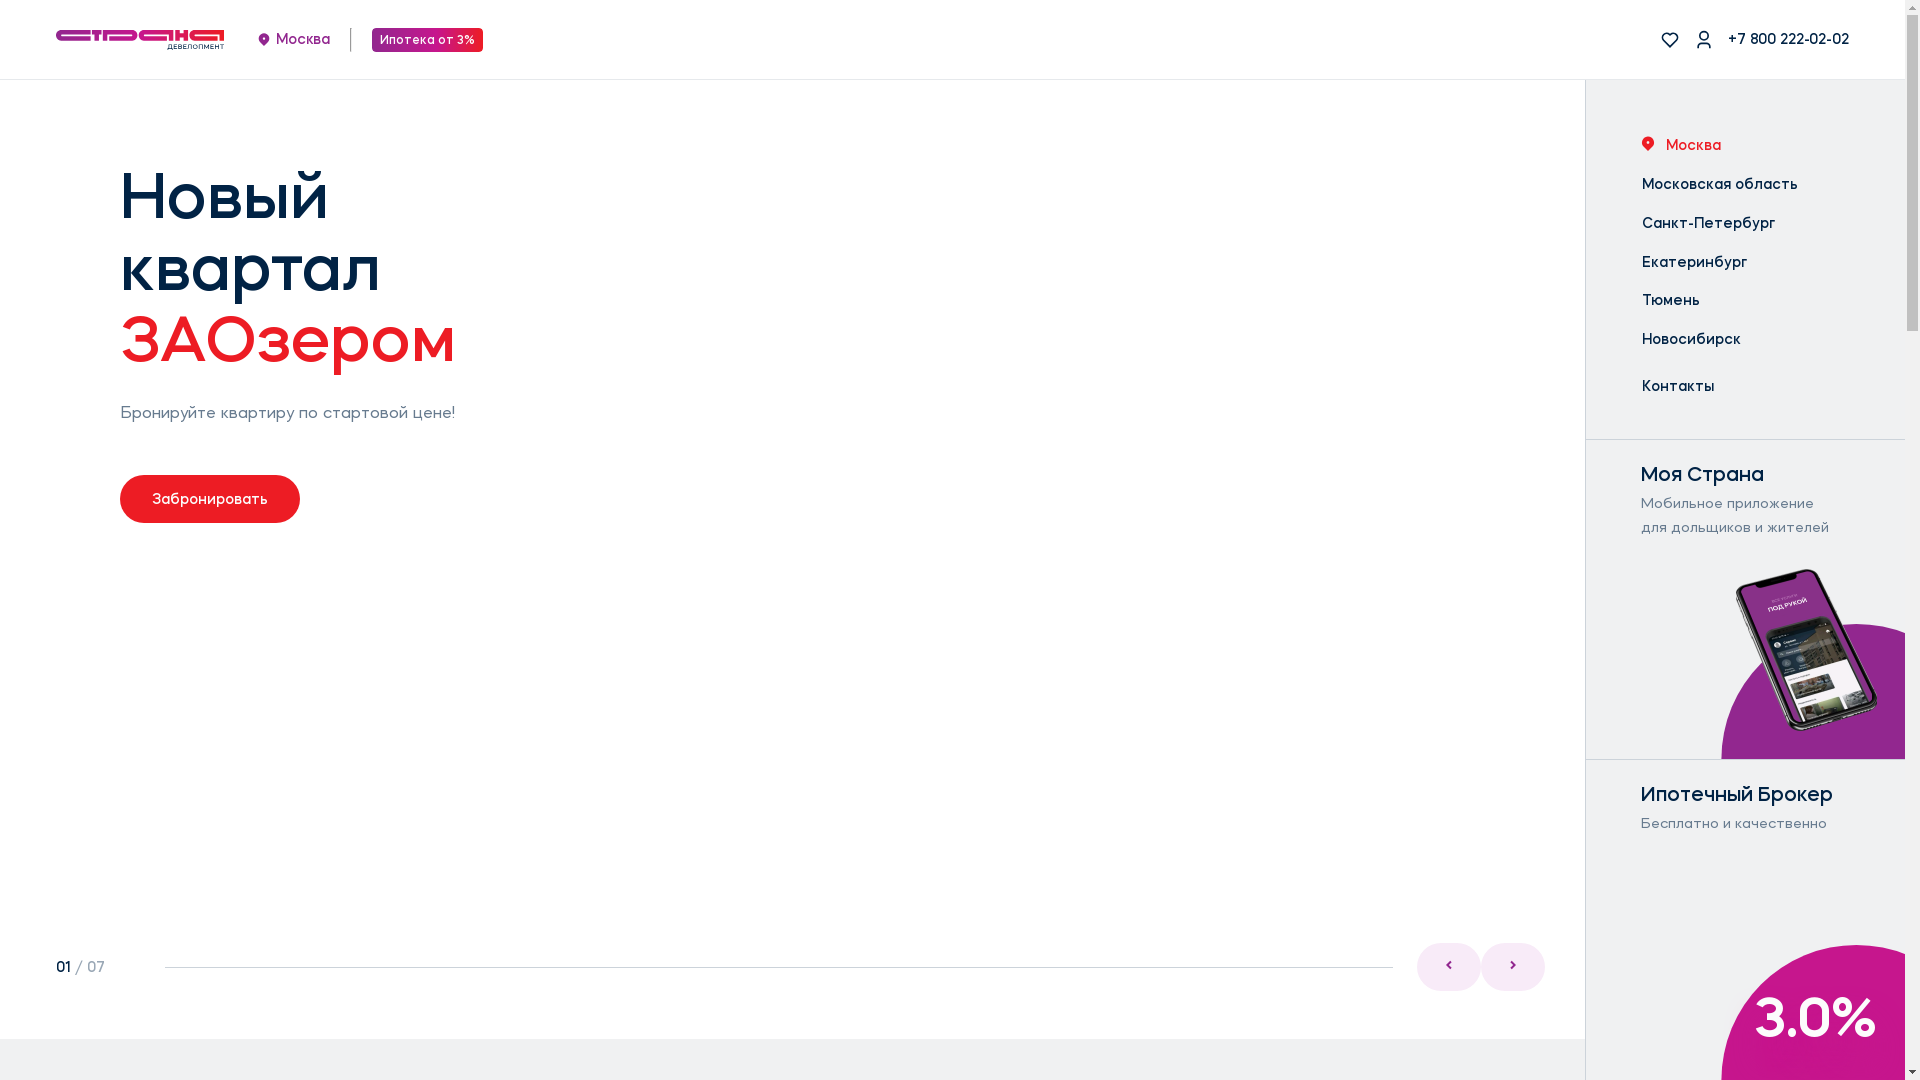 страна
ДЕВЕЛОПМЕНТ
Москва
Ипотека от 3%
+7 800 222-02-02
Новый
квартал
ЗАОзером
Бронируйте квартиру по стартовой цене!
Забронировать
01 / 07
Москва
Московская область
Санкт-Петербург
Екатеринбург
Тюмень
Новосибирск
Контакты
Моя Страна
Мобильное приложение
для дольщиков и жителей
ПОД РУКОЙ
Ипотечный Брокер
Бесплатно и качественно
3.0%